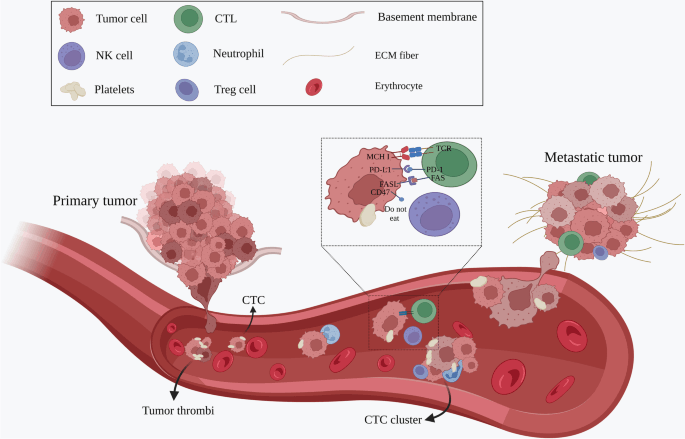 Tumor cell
CTL
Basement membrane
NK cell
Neutrophil
ECM fiber
Platelets
Treg cell
Erythrocyte
MCH I
TCR
PD-L1
PD-1
FASL
FAS
CD47
Do not
eat
Metastatic tumor
Primary tumor
CTC
Tumor thrombi
CTC cluster